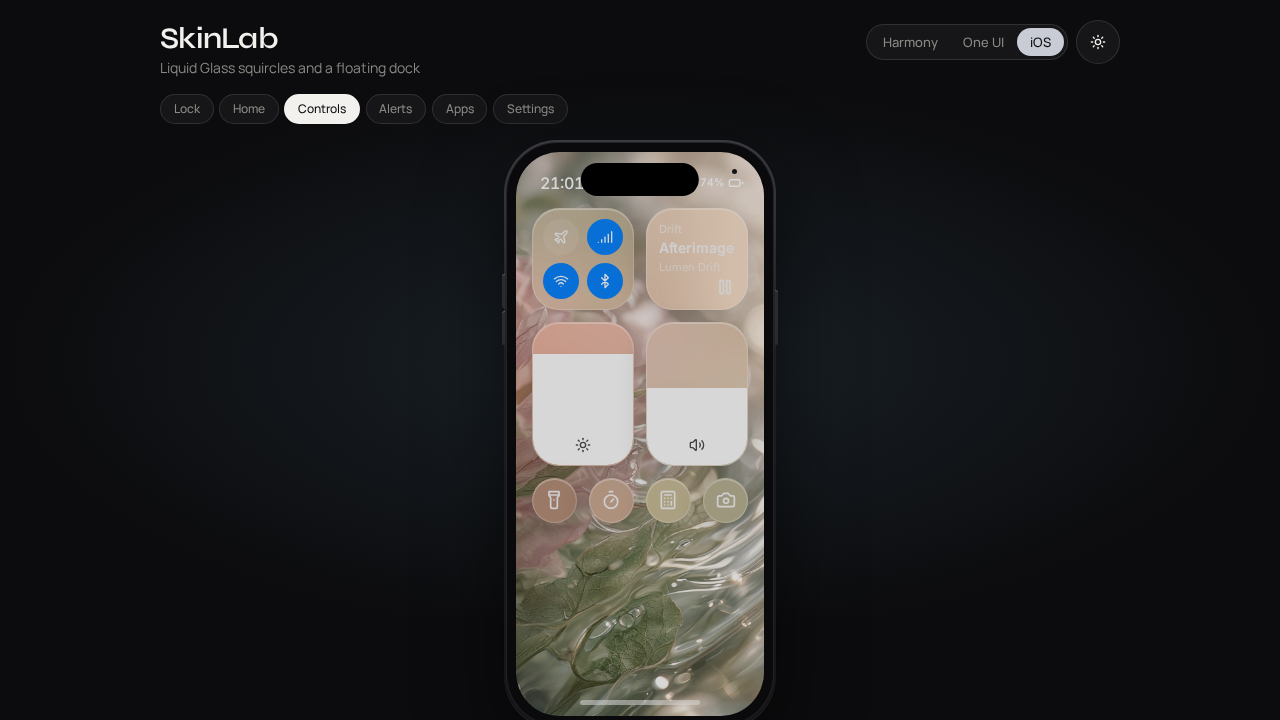 SkinLab
Liquid Glass squircles and a floating dock
Harmony One UI iOS
Lock Home Controls Alerts Apps Settings
21:01 74%
Drift
Afterimage
Lumen Drift